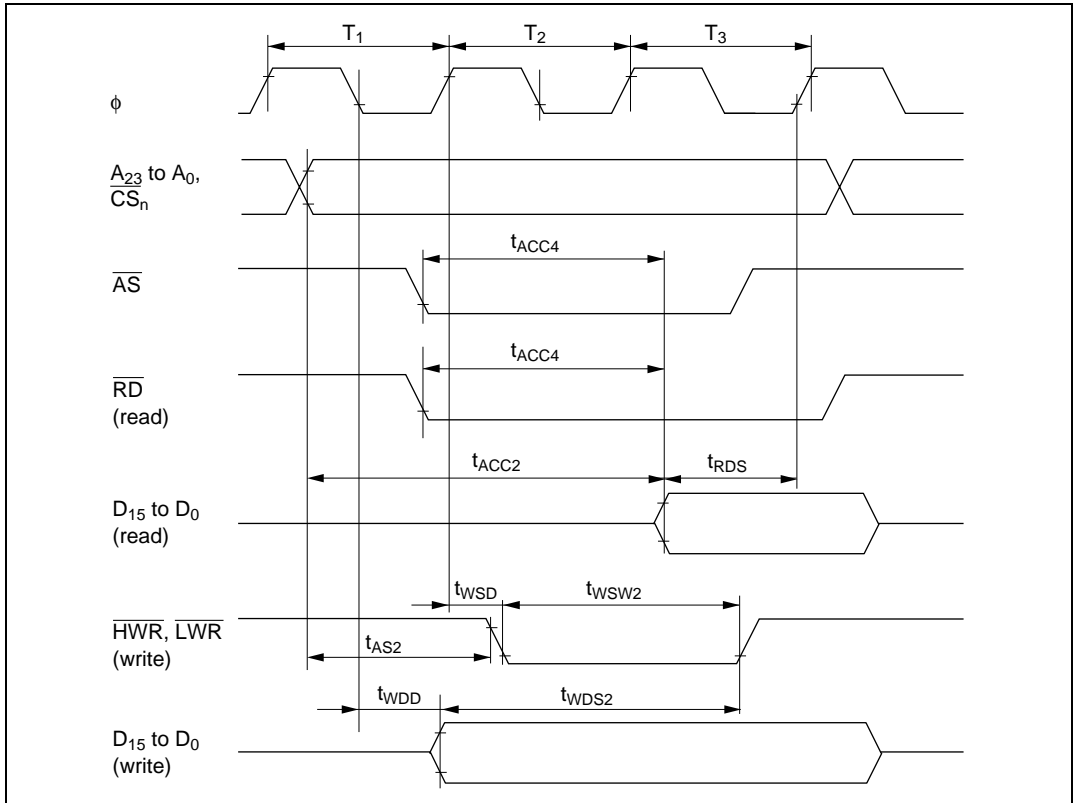 T1 T2 T3
ϕ
A23 to A0,
CSn
tACC4
AS
tACC4
RD
(read)
tACC2 tRDS
D15 to D0
(read)
tWSD tWSW2
HWR, LWR
(write)
tAS2
tWDD tWDS2
D15 to D0
(write)